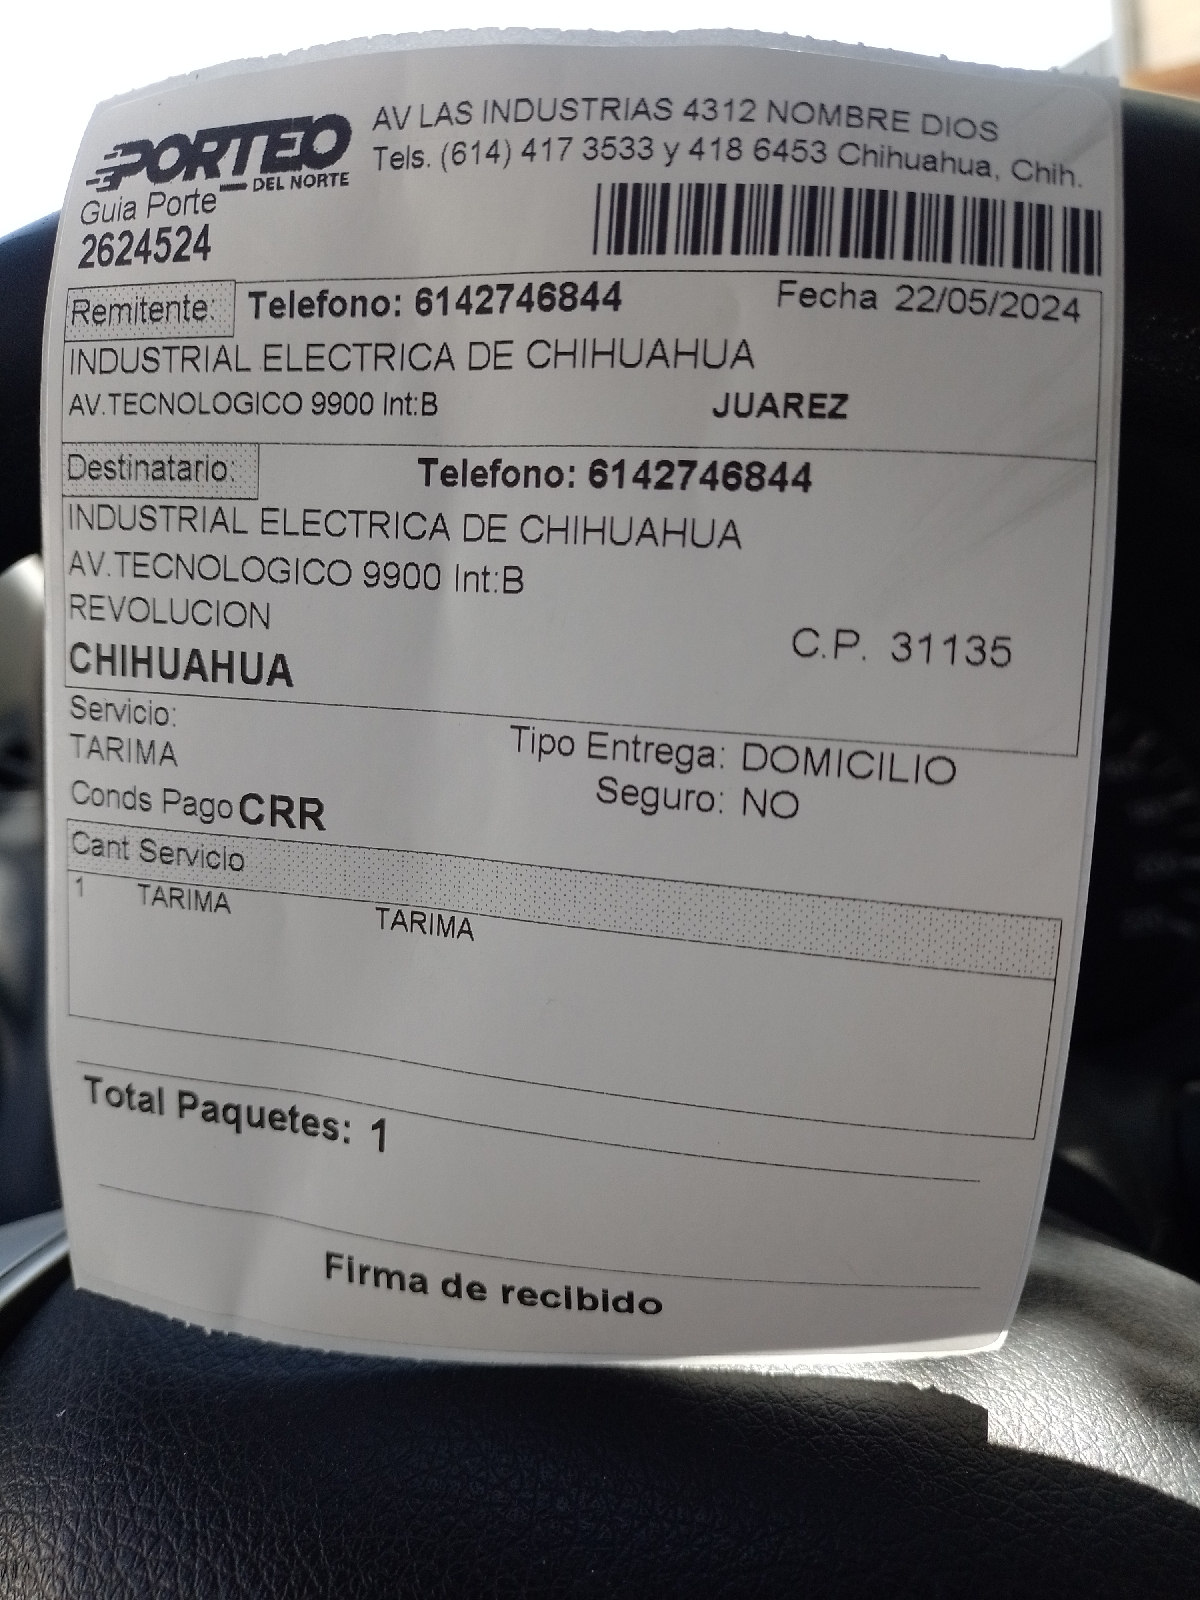 PORTEO
DEL NORTE
AV LAS INDUSTRIAS 4312 NOMBRE DIOS
Tels. (614) 417 3533 y 418 6453 Chihuahua, Chih.
Guia Porte
2624524
Remitente: Telefono: 6142746844 Fecha 22/05/2024
INDUSTRIAL ELECTRICA DE CHIHUAHUA
AV.TECNOLOGICO 9900 Int:B JUAREZ
Destinatario: Telefono: 6142746844
INDUSTRIAL ELECTRICA DE CHIHUAHUA
AV.TECNOLOGICO 9900 Int:B
REVOLUCION
CHIHUAHUA C.P. 31135
Servicio:
TARIMA Tipo Entrega: DOMICILIO
Conds Pago CRR Seguro: NO
Cant Servicio
1 TARIMA TARIMA
Total Paquetes: 1
Firma de recibido